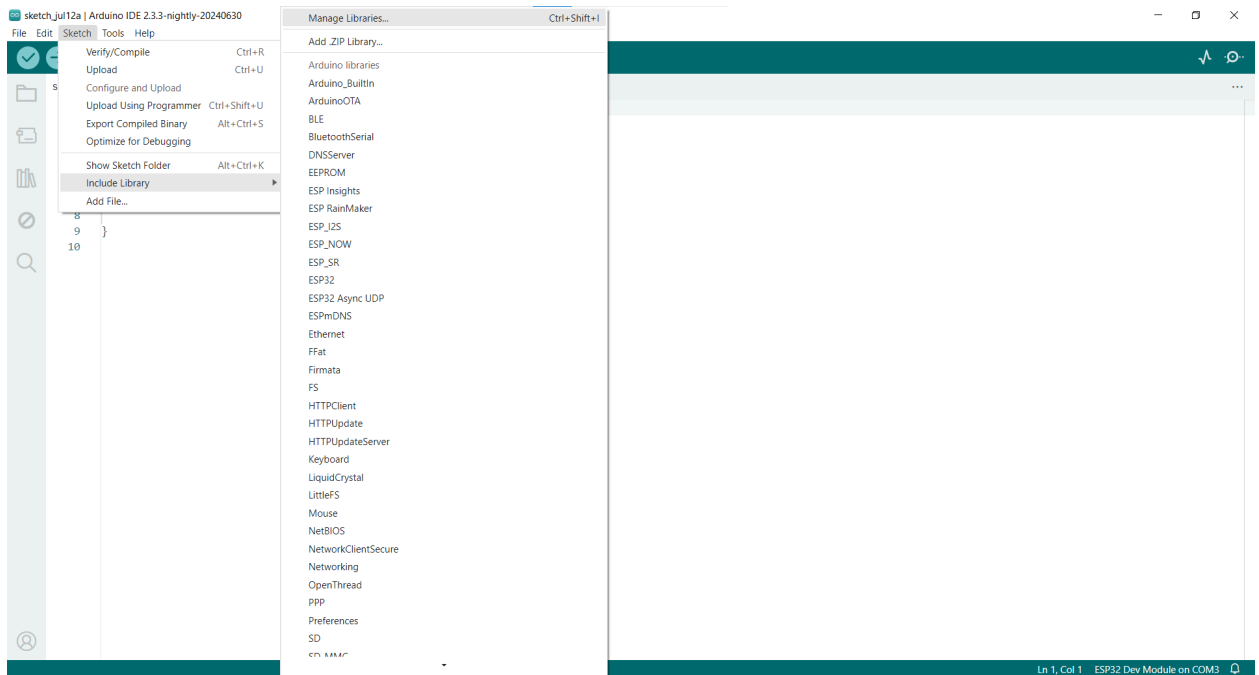 sketch_jul12a | Arduino IDE 2.3.3-nightly-20240630
File Edit Sketch Tools Help
Verify/Compile Ctrl+R
Upload Ctrl+U
Configure and Upload
Upload Using Programmer Ctrl+Shift+U
Export Compiled Binary Alt+Ctrl+S
Optimize for Debugging
Show Sketch Folder Alt+Ctrl+K
Include Library
Add File...
Manage Libraries... Ctrl+Shift+I
Add .ZIP Library...
Arduino libraries
Arduino_BuiltIn
ArduinoOTA
BLE
BluetoothSerial
DNSServer
EEPROM
ESP Insights
ESP RainMaker
ESP_I2S
ESP_NOW
ESP_SR
ESP32
ESP32 Async UDP
ESPmDNS
Ethernet
FFat
Firmata
FS
HTTPClient
HTTPUpdate
HTTPUpdateServer
Keyboard
LiquidCrystal
LittleFS
Mouse
NetBIOS
NetworkClientSecure
Networking
OpenThread
PPP
Preferences
SD
SD_MMC
s
8
9 }
10
Ln 1, Col 1 ESP32 Dev Module on COM3